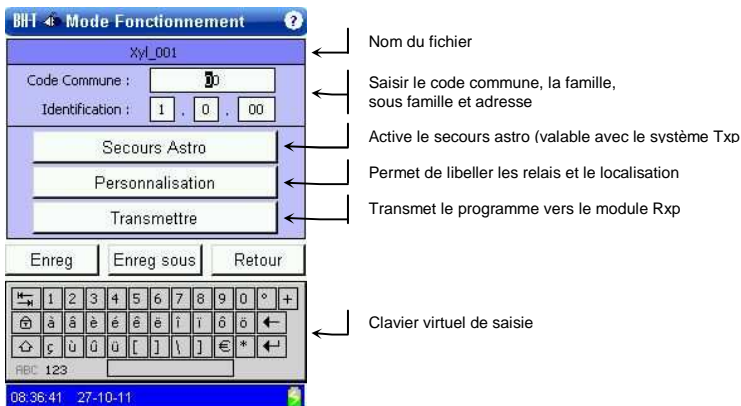 BH-T Mode Fonctionnement ?
Xyl_001
Nom du fichier
Code Commune : 00
Identification : 1 . 0 . 00
Saisir le code commune, la famille,
sous famille et adresse
Secours Astro
Active le secours astro (valable avec le système Txp
Personnalisation
Permet de libeller les relais et le localisation
Transmettre
Transmet le programme vers le module Rxp
Enreg Enreg sous Retour
1 2 3 4 5 6 7 8 9 0 ° +
à â è é ê ë î ï ô ö
ç ù û ü [ ] \ ] € *
ABC 123
Clavier virtuel de saisie
08:36:41 27-10-11